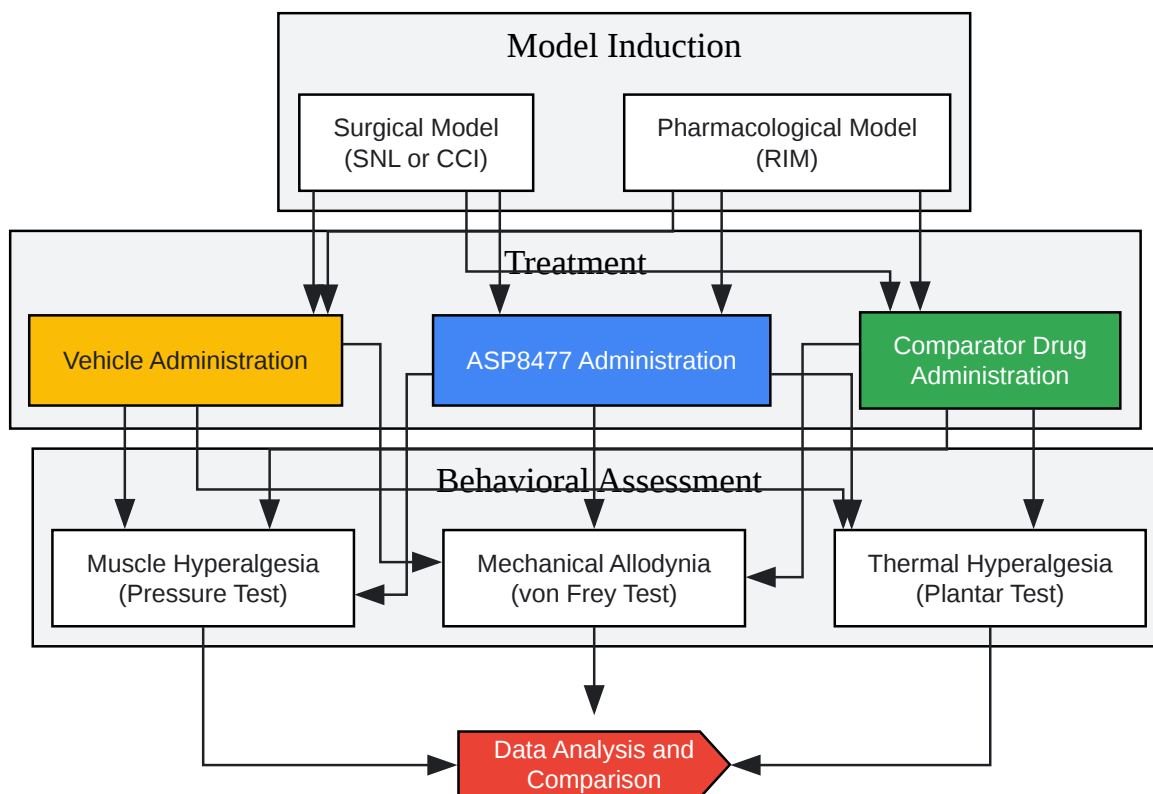 Model Induction
Surgical Model
(SNL or CCI)
Pharmacological Model
(RIM)
Treatment
Vehicle Administration
ASP8477 Administration
Comparator Drug
Administration
Behavioral Assessment
Muscle Hyperalgesia
(Pressure Test)
Mechanical Allodynia
(von Frey Test)
Thermal Hyperalgesia
(Plantar Test)
Data Analysis and
Comparison